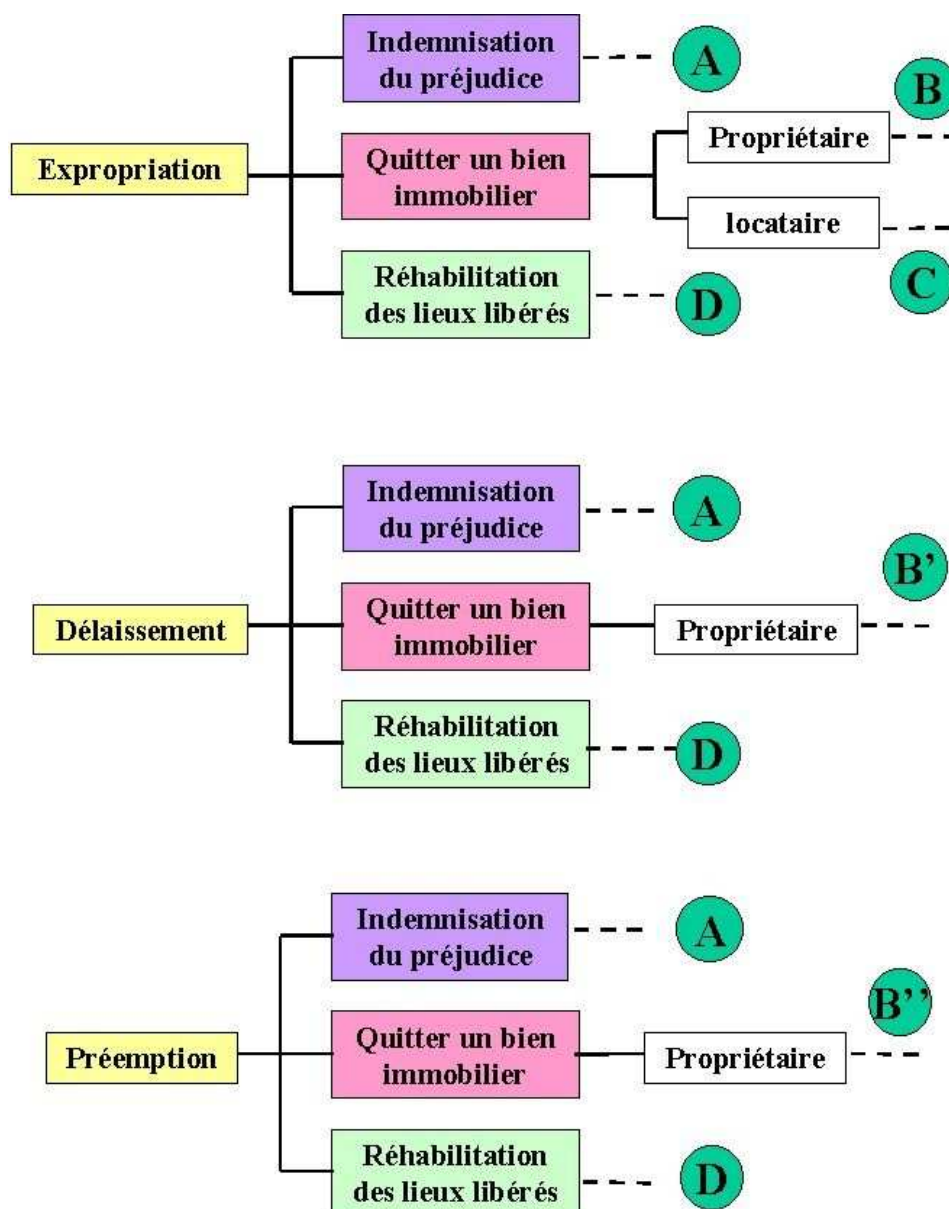 Indemnisation
du préjudice
A
B
Expropriation
Quitter un bien
immobilier
Propriétaire
locataire
C
Réhabilitation
des lieux libérés
D
Indemnisation
du préjudice
A
B’
Délaissement
Quitter un bien
immobilier
Propriétaire
Réhabilitation
des lieux libérés
D
Indemnisation
du préjudice
A
B’’
Préemption
Quitter un bien
immobilier
Propriétaire
Réhabilitation
des lieux libérés
D